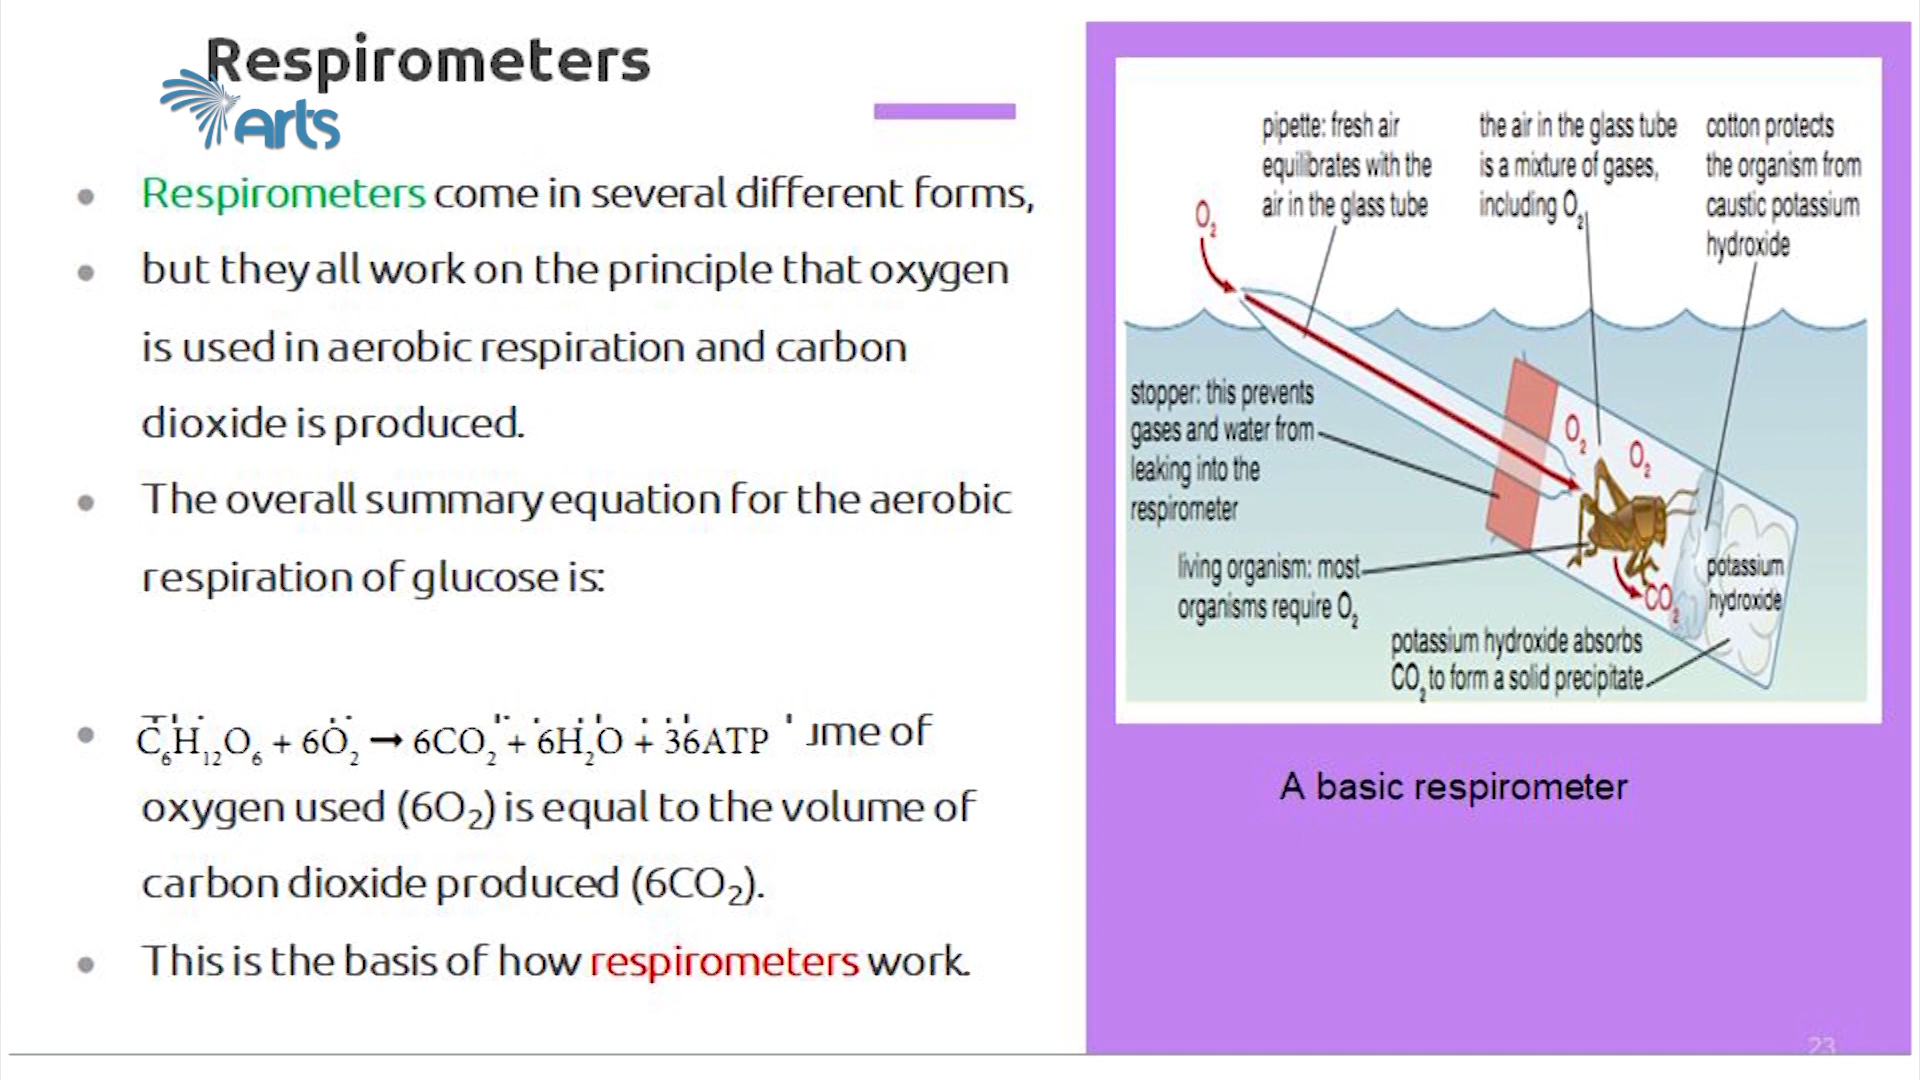 Respirometers
arts
Respirometers come in several different forms,
but they all work on the principle that oxygen
is used in aerobic respiration and carbon
dioxide is produced.
The overall summary equation for the aerobic
respiration of glucose is:
C₆H₁₂O₆ + 6O₂ → 6CO₂ + 6H₂O + 36ATP of
oxygen used (6O₂) is equal to the volume of
carbon dioxide produced (6CO₂).
This is the basis of how respirometers work.
pipette: fresh air
equilibrates with the
air in the glass tube
the air in the glass tube
is a mixture of gases,
including O₂
cotton protects
the organism from
caustic potassium
hydroxide
O₂
stopper: this prevents
gases and water from
leaking into the
respirometer
O₂
O₂
living organism: most
organisms require O₂
CO₂
potassium
hydroxide
potassium hydroxide absorbs
CO₂ to form a solid precipitate
A basic respirometer
23